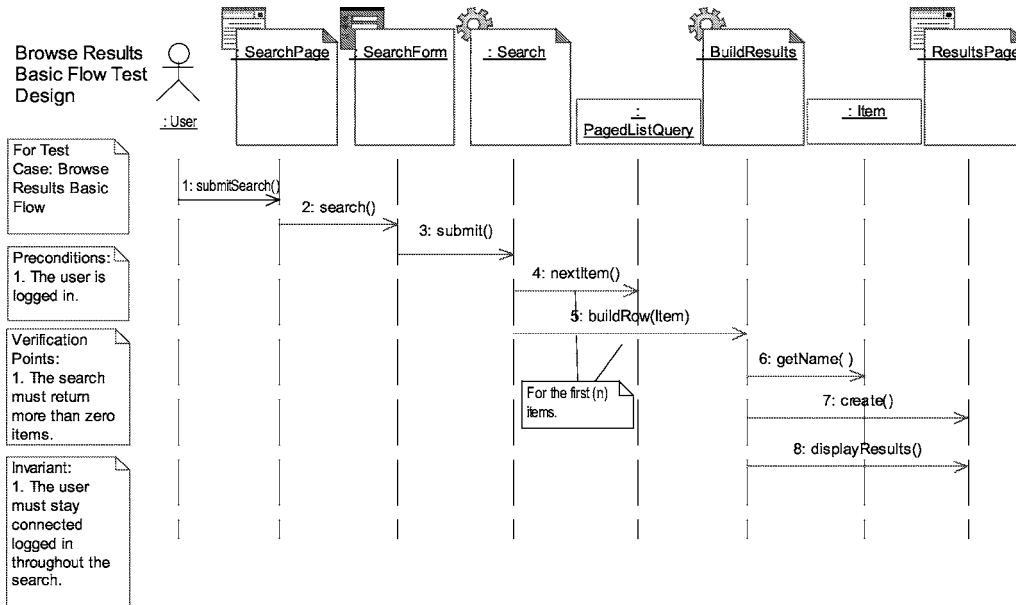 Browse Results
Basic Flow Test
Design
: User
: SearchPage
: SearchForm
: Search
:
PagedListQuery
: BuildResults
: Item
: ResultsPage
For Test
Case: Browse
Results Basic
Flow
Preconditions:
1. The user is
logged in.
Verification
Points:
1. The search
must return
more than zero
items.
Invariant:
1. The user
must stay
connected
logged in
throughout the
search.
1: submitSearch()
2: search()
3: submit()
4: nextItem()
5: buildRow(Item)
For the first (n)
items.
6: getName( )
7: create()
8: displayResults()